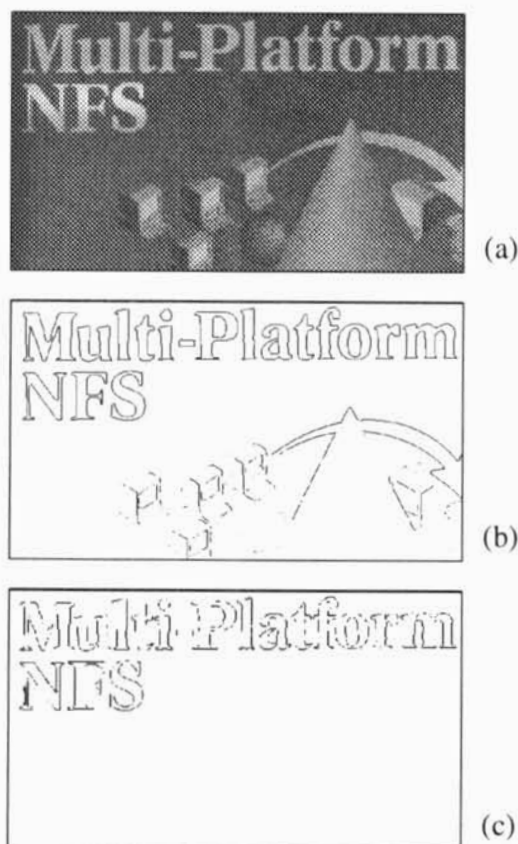 Multi-Platform
NFS
(a)
Multi-Platform
NFS
(b)
Multi Platform
NFS
(c)